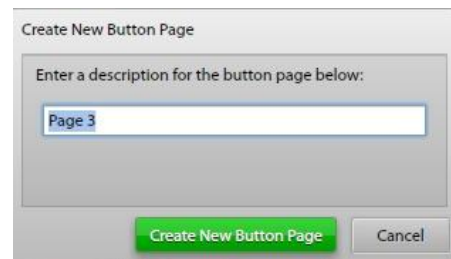 Create New Button Page
Enter a description for the button page below:
Page 3
Create New Button Page
Cancel